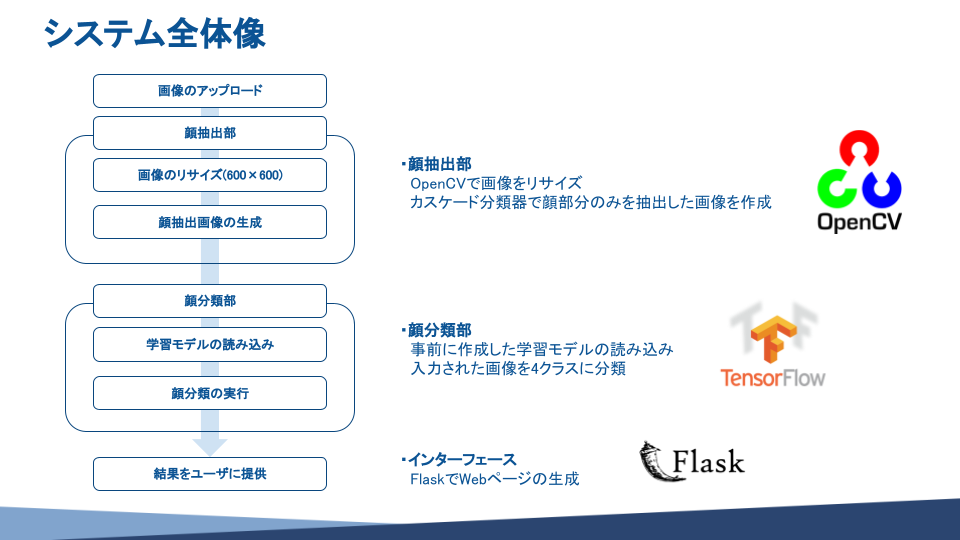 システム全体像
画像のアップロード
顔抽出部
画像のリサイズ(600×600)
顔抽出画像の生成
顔分類部
学習モデルの読み込み
顔分類の実行
結果をユーザに提供
・顔抽出部
OpenCVで画像をリサイズ
カスケード分類器で顔部分のみを抽出した画像を作成
OpenCV
・顔分類部
事前に作成した学習モデルの読み込み
入力された画像を4クラスに分類
TensorFlow
・インターフェース
FlaskでWebページの生成
Flask